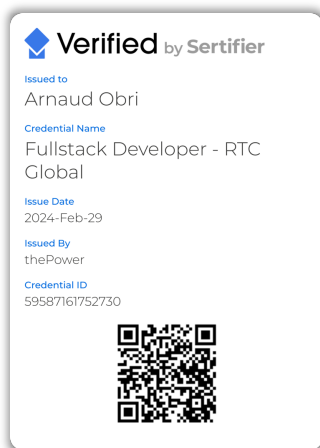 Verified by Sertifier
Issued to
Arnaud Obri
Credential Name
Fullstack Developer - RTC
Global
Issue Date
2024-Feb-29
Issued By
thePower
Credential ID
59587161752730